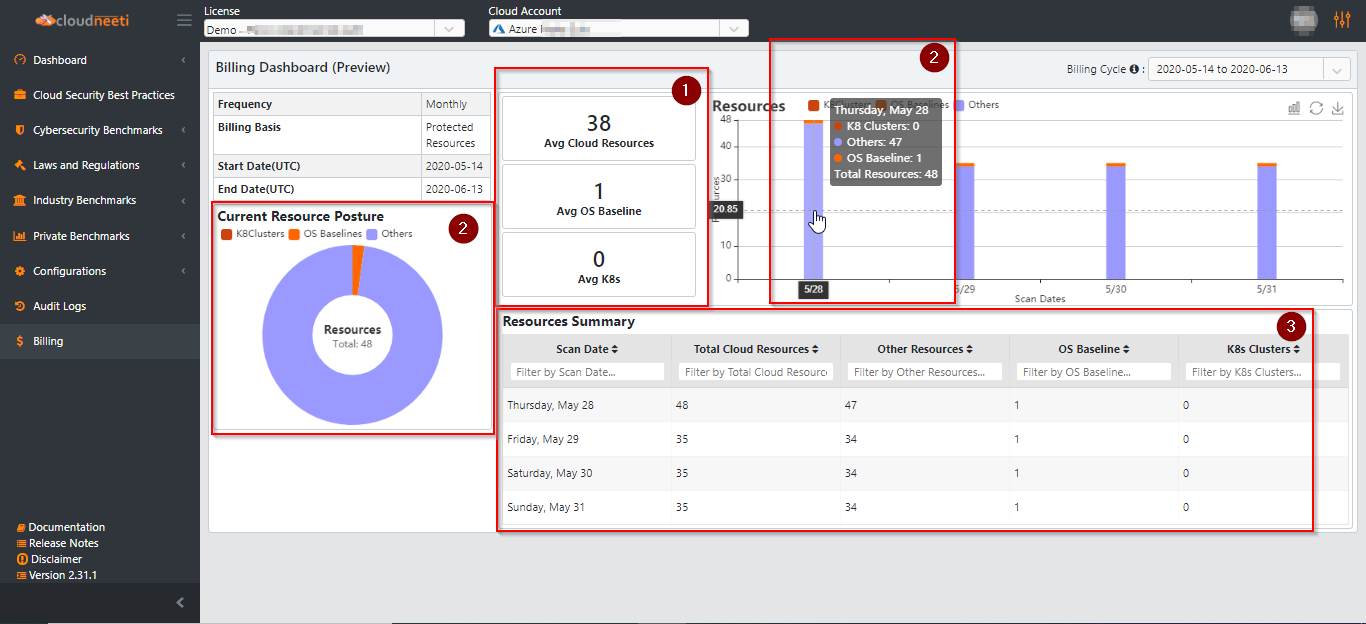 cloudneeti
License
Demo -
Cloud Account
Azure
Dashboard
Cloud Security Best Practices
Cybersecurity Benchmarks
Laws and Regulations
Industry Benchmarks
Private Benchmarks
Configurations
Audit Logs
$ Billing
Documentation
Release Notes
Disclaimer
Version 2.31.1
Billing Dashboard (Preview)
Billing Cycle : 2020-05-14 to 2020-06-13
Frequency Monthly
Billing Basis Protected
Resources
Start Date(UTC) 2020-05-14
End Date(UTC) 2020-06-13
Current Resource Posture
2
K8Clusters OS Baselines Others
Resources
Total: 48
1
38
Avg Cloud Resources
1
Avg OS Baseline
0
Avg K8s
2
Resources
K8Clusters OS Baselines Others
Thursday, May 28
K8 Clusters: 0
Others: 47
OS Baseline: 1
Total Resources: 48
48
40
30
20.85
10
0
5/28 5/29 5/30 5/31
Scan Dates
Resources Summary
3
Scan Date Total Cloud Resources Other Resources OS Baseline K8s Clusters
Filter by Scan Date... Filter by Total Cloud Resourc Filter by Other Resources... Filter by OS Baseline... Filter by K8s Clusters...
Thursday, May 28 48 47 1 0
Friday, May 29 35 34 1 0
Saturday, May 30 35 34 1 0
Sunday, May 31 35 34 1 0